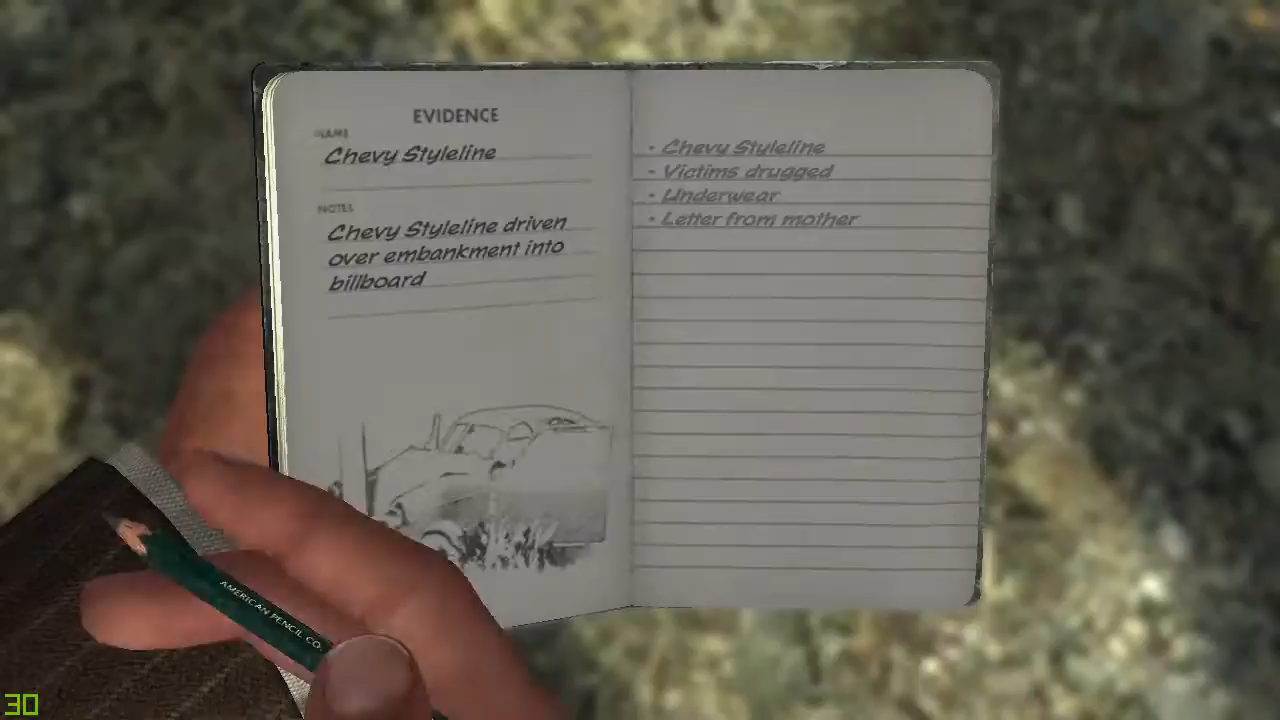 EVIDENCE
NAME
Chevy Styleline
NOTES
Chevy Styleline driven
over embankment into
billboard
• Chevy Styleline
• Victims drugged
• Underwear
• Letter from mother
AMERICAN PENCIL CO.
30